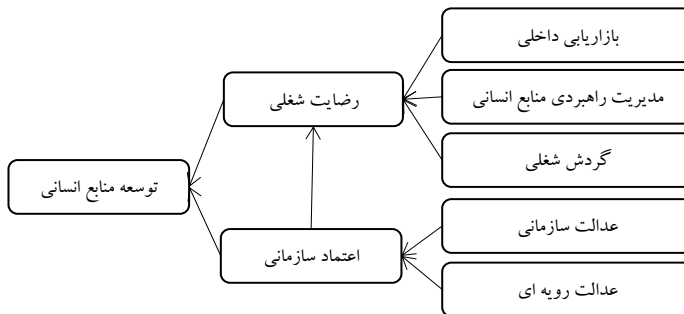 بازاریابی داخلی
مدیریت راهبردی منابع انسانی
گردش شغلی
عدالت سازمانی
عدالت رویه ای
رضایت شغلی
اعتماد سازمانی
توسعه منابع انسانی